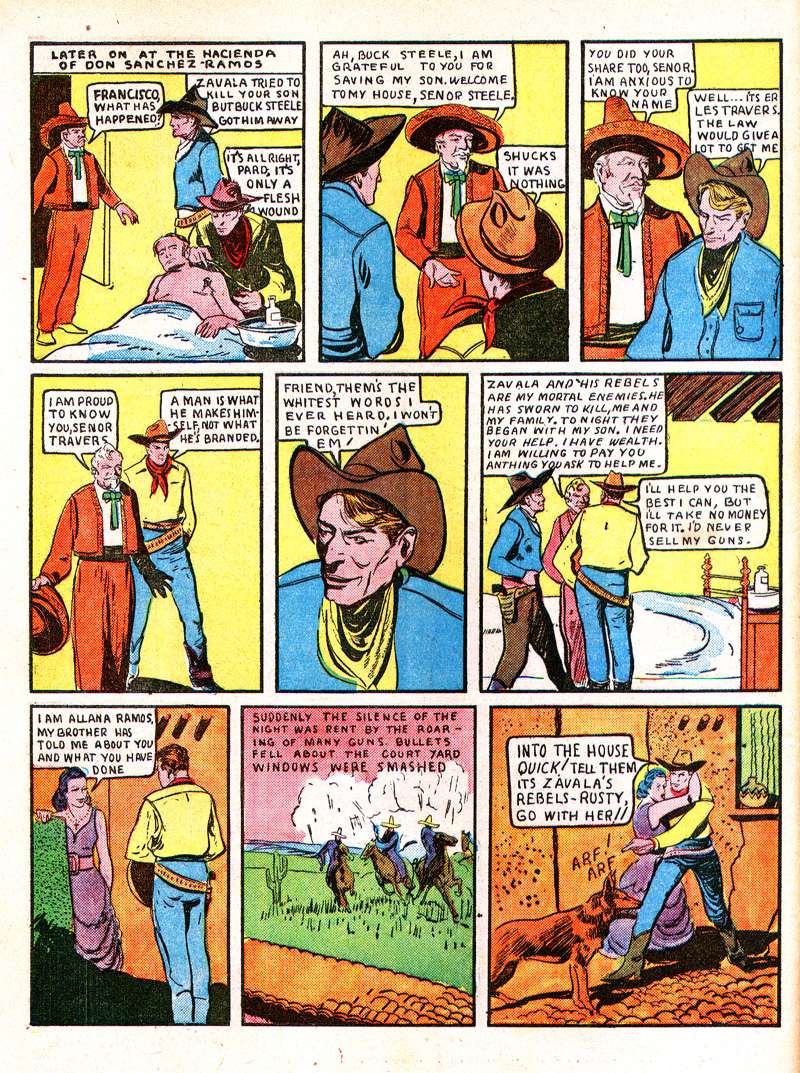 LATER ON AT THE HACIENDA
OF DON SANCHEZ-RAMOS
FRANCISCO,
WHAT HAS
HAPPENED?
ZAVALA TRIED TO
KILL YOUR SON
BUT BUCK STEELE
GOT HIM AWAY
IT'S ALL RIGHT,
PARD, IT'S
ONLY A
FLESH
WOUND
AH, BUCK STEELE, I AM
GRATEFUL TO YOU FOR
SAVING MY SON. WELCOME
TO MY HOUSE, SENOR STEELE.
SHUCKS
IT WAS
NOTHING
YOU DID YOUR
SHARE TOO, SENOR.
I AM ANXIOUS TO
KNOW YOUR
NAME
WELL... ITS ER
LES TRAVERS.
THE LAW
WOULD GIVE A
LOT TO GET ME
I AM PROUD
TO KNOW
YOU, SENOR
TRAVERS
A MAN IS WHAT
HE MAKES HIM-
SELF, NOT WHAT
HE'S BRANDED.
FRIEND, THEM'S THE
WHITEST WORDS I
EVER HEARD. I WON'T
BE FORGETTIN'
EM!
ZAVALA AND HIS REBELS
ARE MY MORTAL ENEMIES. HE
HAS SWORN TO KILL, ME AND
MY FAMILY. TO NIGHT THEY
BEGAN WITH MY SON. I NEED
YOUR HELP. I HAVE WEALTH.
I AM WILLING TO PAY YOU
ANTHING YOU ASK TO HELP ME.
I'LL HELP YOU THE
BEST I CAN, BUT
I'LL TAKE NO MONEY
FOR IT. I'D NEVER
SELL MY GUNS.
I AM ALLANA RAMOS,
MY BROTHER HAS
TOLD ME ABOUT YOU
AND WHAT YOU HAVE
DONE
SUDDENLY THE SILENCE OF THE
NIGHT WAS RENT BY THE ROAR-
ING OF MANY GUNS. BULLETS
FELL ABOUT THE COURT YARD
WINDOWS WERE SMASHED
INTO THE HOUSE
QUICK! TELL THEM
ITS ZAVALA'S
REBELS-RUSTY,
GO WITH HER!!
ARF!
ARF